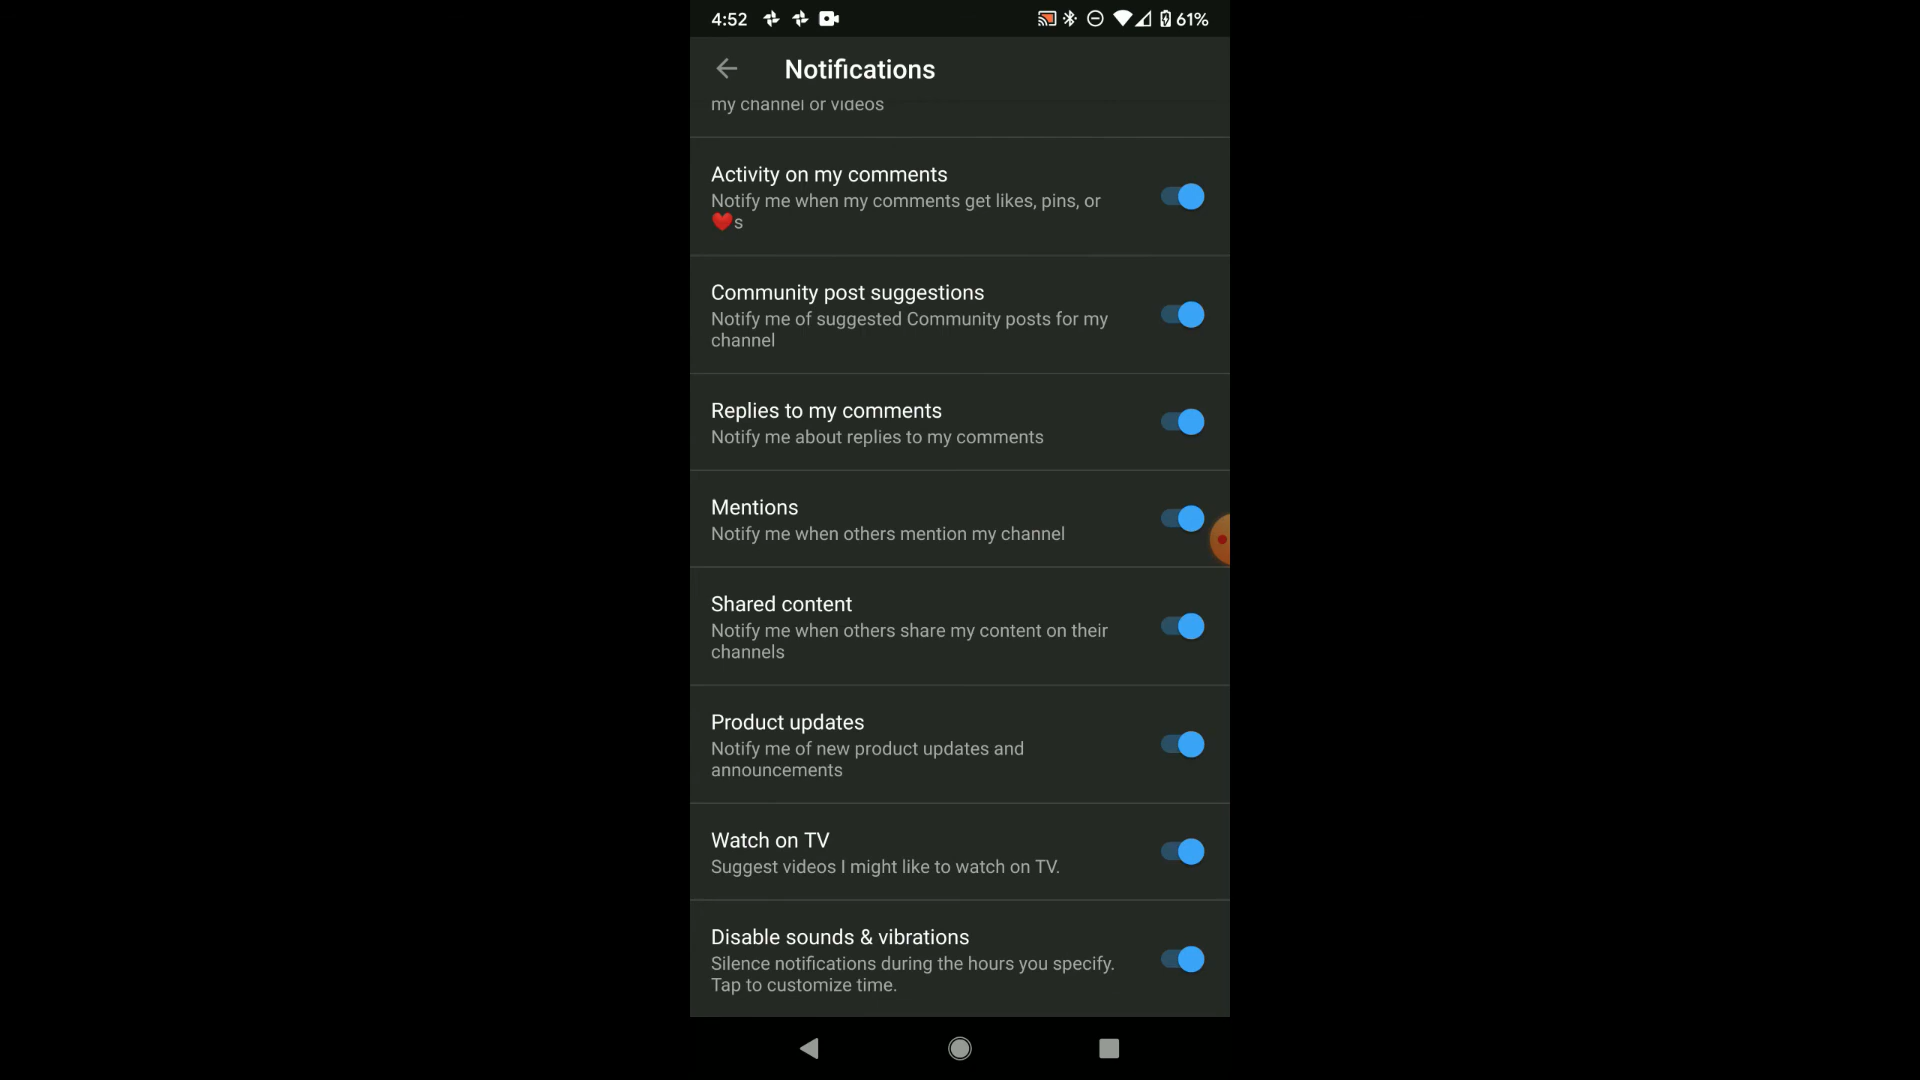 4:52
61%
Notifications
my channel or videos
Activity on my comments
Notify me when my comments get likes, pins, or
❤️s
Community post suggestions
Notify me of suggested Community posts for my
channel
Replies to my comments
Notify me about replies to my comments
Mentions
Notify me when others mention my channel
Shared content
Notify me when others share my content on their
channels
Product updates
Notify me of new product updates and
announcements
Watch on TV
Suggest videos I might like to watch on TV.
Disable sounds & vibrations
Silence notifications during the hours you specify.
Tap to customize time.